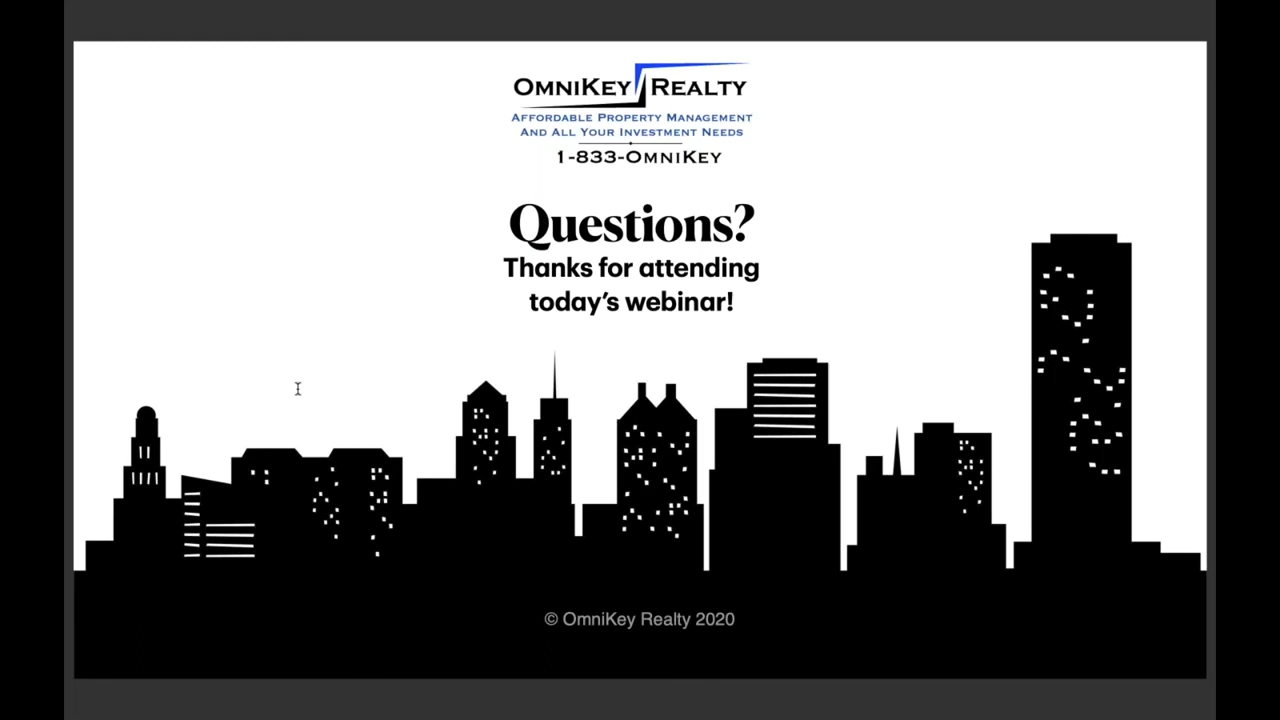 OMNIKEY REALTY
AFFORDABLE PROPERTY MANAGEMENT
AND ALL YOUR INVESTMENT NEEDS
1-833-OMNIKEY
Questions?
Thanks for attending
today’s webinar!
© OmniKey Realty 2020